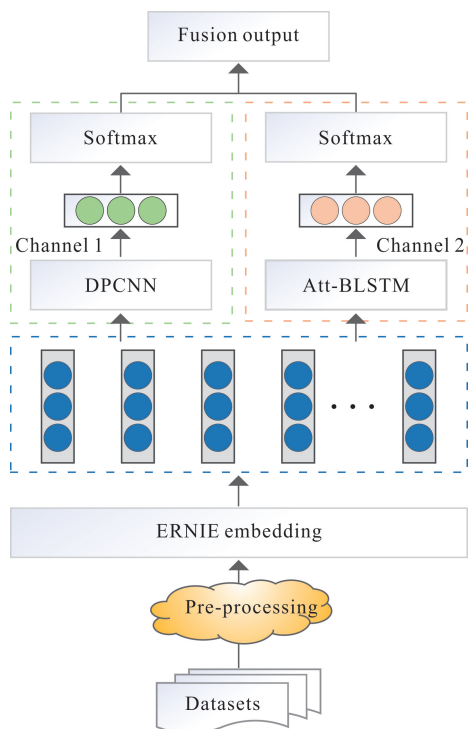 Fusion output
Softmax
Softmax
Channel 1
Channel 2
DPCNN
Att-BLSTM
. . .
ERNIE embedding
Pre-processing
Datasets